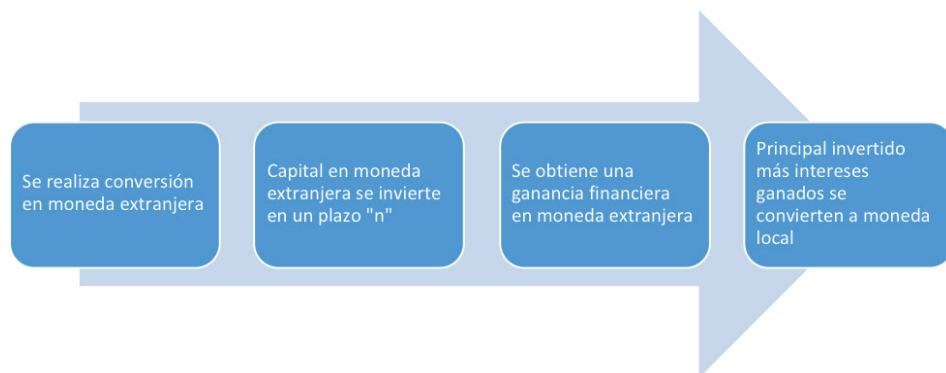 Se realiza conversión
en moneda extranjera
Capital en moneda
extranjera se invierte
en un plazo "n"
Se obtiene una
ganancia financiera
en moneda extranjera
Principal invertido
más intereses
ganados se
convierten a moneda
local